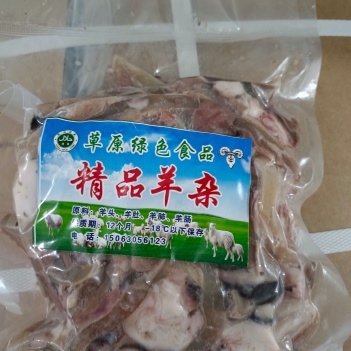 草原绿色食品
精品羊杂
原料：羊头、羊肚、羊肺、羊肠
质期：12个月 -18℃以下保存
电 话：15063056123